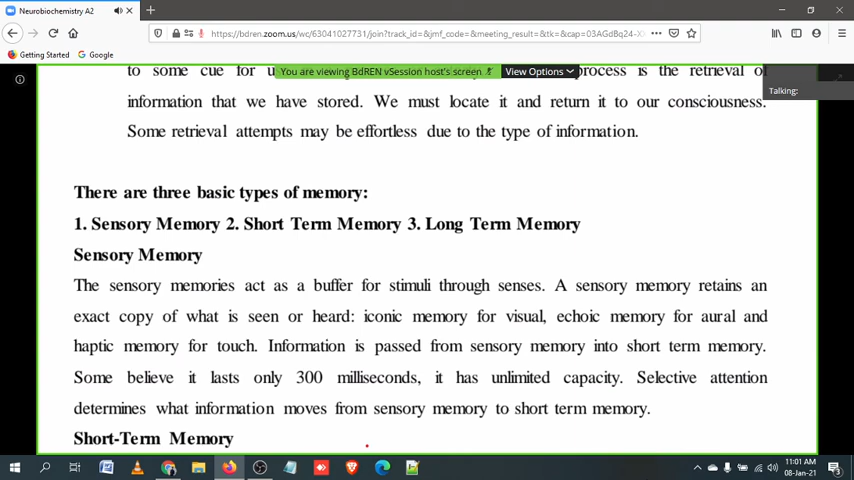 Neurobiochemistry A2
https://bdren.zoom.us/wc/63041027731/join?track_id=&jmf_code=&meeting_result=&tk=&cap=03AGdBq24-
Getting Started
Google
to some cue for
You are viewing BdREN vSession host's screen
View Options
process is the retrieval of
Talking:
information that we have stored. We must locate it and return it to our consciousness.
Some retrieval attempts may be effortless due to the type of information.
There are three basic types of memory:
1. Sensory Memory 2. Short Term Memory 3. Long Term Memory
Sensory Memory
The sensory memories act as a buffer for stimuli through senses. A sensory memory retains an
exact copy of what is seen or heard: iconic memory for visual, echoic memory for aural and
haptic memory for touch. Information is passed from sensory memory into short term memory.
Some believe it lasts only 300 milliseconds, it has unlimited capacity. Selective attention
determines what information moves from sensory memory to short term memory.
Short-Term Memory
11:01 AM
08-Jan-21